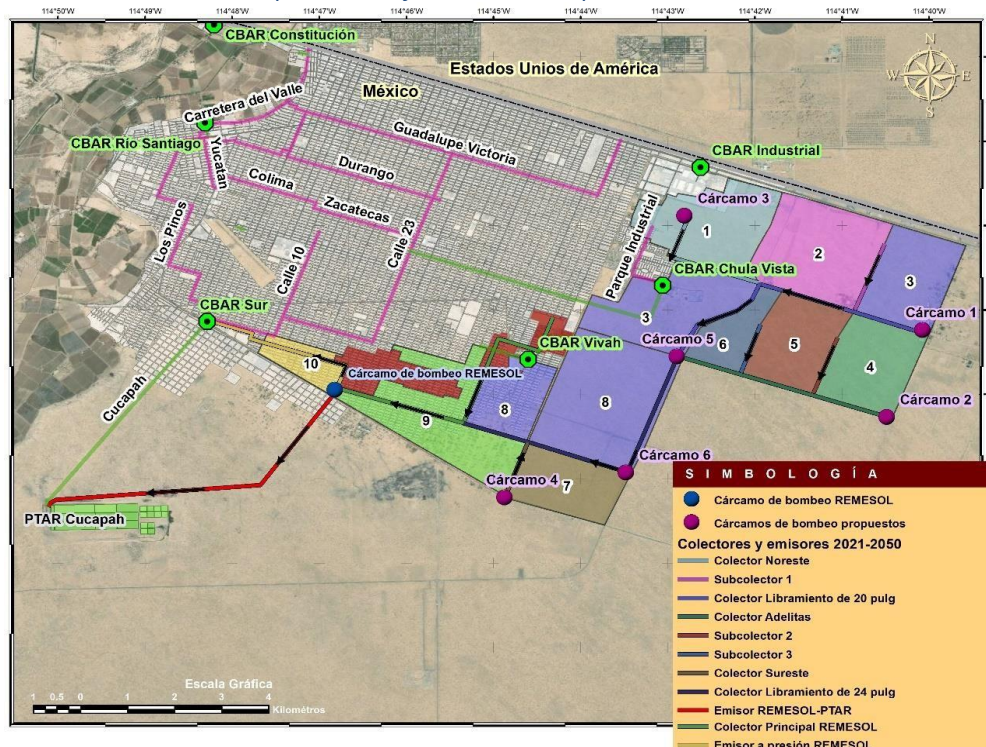 114°50'W 114°49'W 114°48'W 114°47'W 114°46'W 114°45'W 114°44'W 114°43'W 114°42'W 114°41'W 114°40'W
CBAR Constitución
Estados Unios de América
México
N
W E
S
Carretera del Valle
CBAR Río Santiago
Yucatan
Guadalupe Victoria
Durango
Colima
Zacatecas
CBAR Industrial
Cárcamo 3
1
2
3
Los Pinos
Calle 10
Calle 23
Parque Industrial
CBAR Chula Vista
3
Cárcamo 1
CBAR Sur
CBAR Vivah
Cárcamo 5
6
5
4
10
Cárcamo de bombeo REMESOL
Cárcamo 2
Cucapah
9
8
8
Cárcamo 6
Cárcamo 4
7
PTAR Cucapah
SIMBOLOGÍA
Cárcamo de bombeo REMESOL
Cárcamos de bombeo propuestos
Colectores y emisores 2021-2050
Colector Noreste
Subcolector 1
Colector Libramiento de 20 pulg
Colector Adelitas
Subcolector 2
Subcolector 3
Colector Sureste
Colector Libramiento de 24 pulg
Emisor REMESOL-PTAR
Colector Principal REMESOL
Emisor a presión REMESOL
Escala Gráfica
1 0.5 0 1 2 3 4
Kilómetros